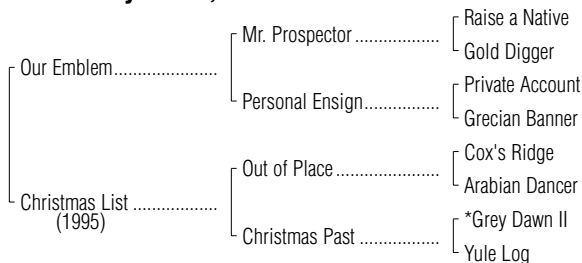 Raise a Native
Mr. Prospector ....................
Gold Digger
Our Emblem......................
Private Account
Personal Ensign................
Grecian Banner
Cox's Ridge
Out of Place .....................
Arabian Dancer
Christmas List .................
(1995)
*Grey Dawn II
Christmas Past ................
Yule Log